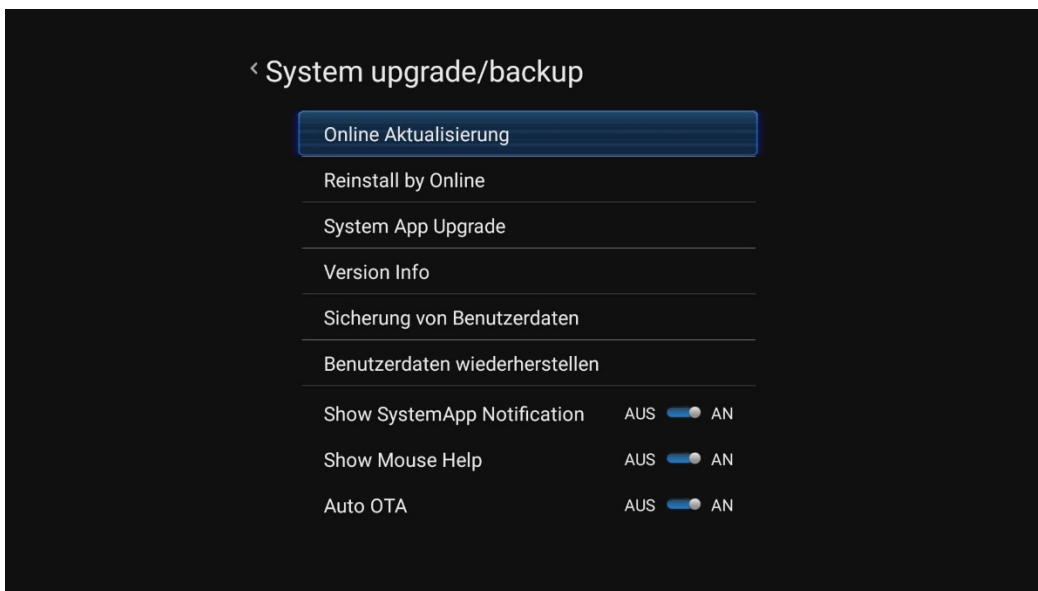 System upgrade/backup
Online Aktualisierung
Reinstall by Online
System App Upgrade
Version Info
Sicherung von Benutzerdaten
Benutzerdaten wiederherstellen
Show SystemApp Notification AUS AN
Show Mouse Help AUS AN
Auto OTA AUS AN